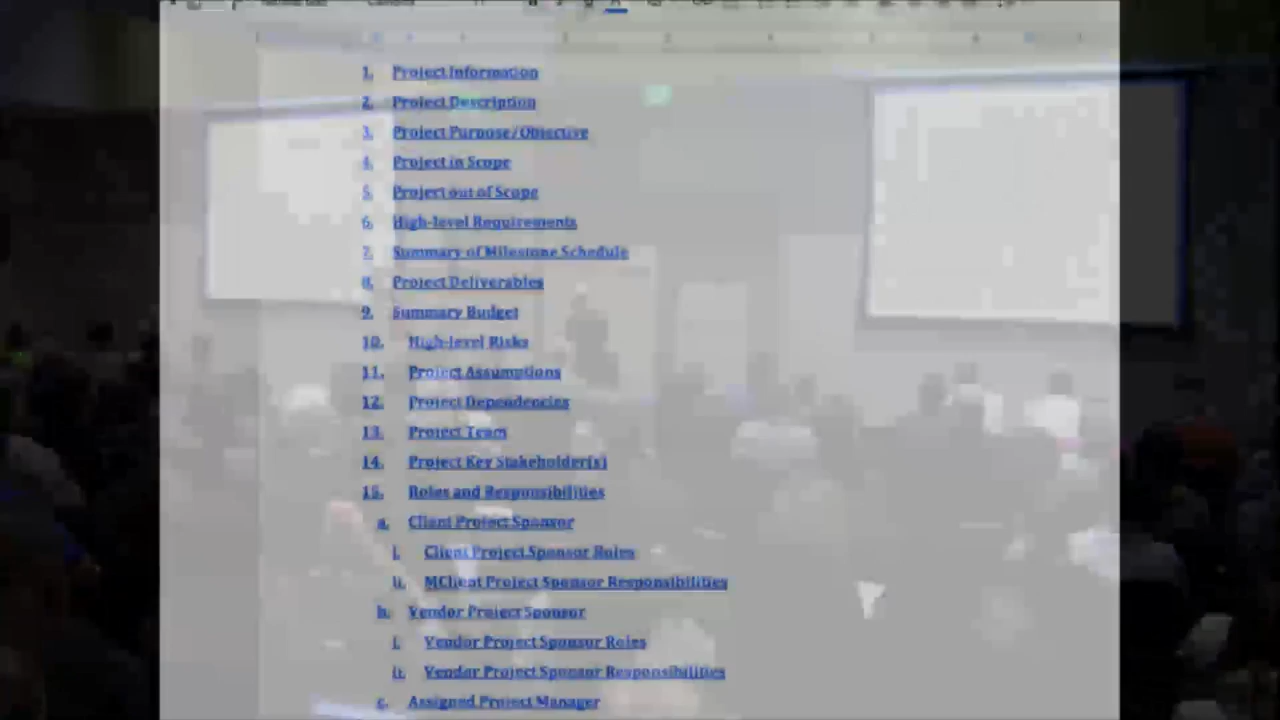 1. Project Information
2. Project Description
3. Project Purpose/Objective
4. Project in Scope
5. Project out of Scope
6. High-level Requirements
7. Summary of Milestone Schedule
8. Project Deliverables
9. Summary Budget
10. High-level Risks
11. Project Assumptions
12. Project Dependencies
13. Project Team
14. Project Key Stakeholder(s)
15. Roles and Responsibilities
a. Client Project Sponsor
i. Client Project Sponsor Roles
ii. MClient Project Sponsor Responsibilities
b. Vendor Project Sponsor
i. Vendor Project Sponsor Roles
ii. Vendor Project Sponsor Responsibilities
c. Assigned Project Manager